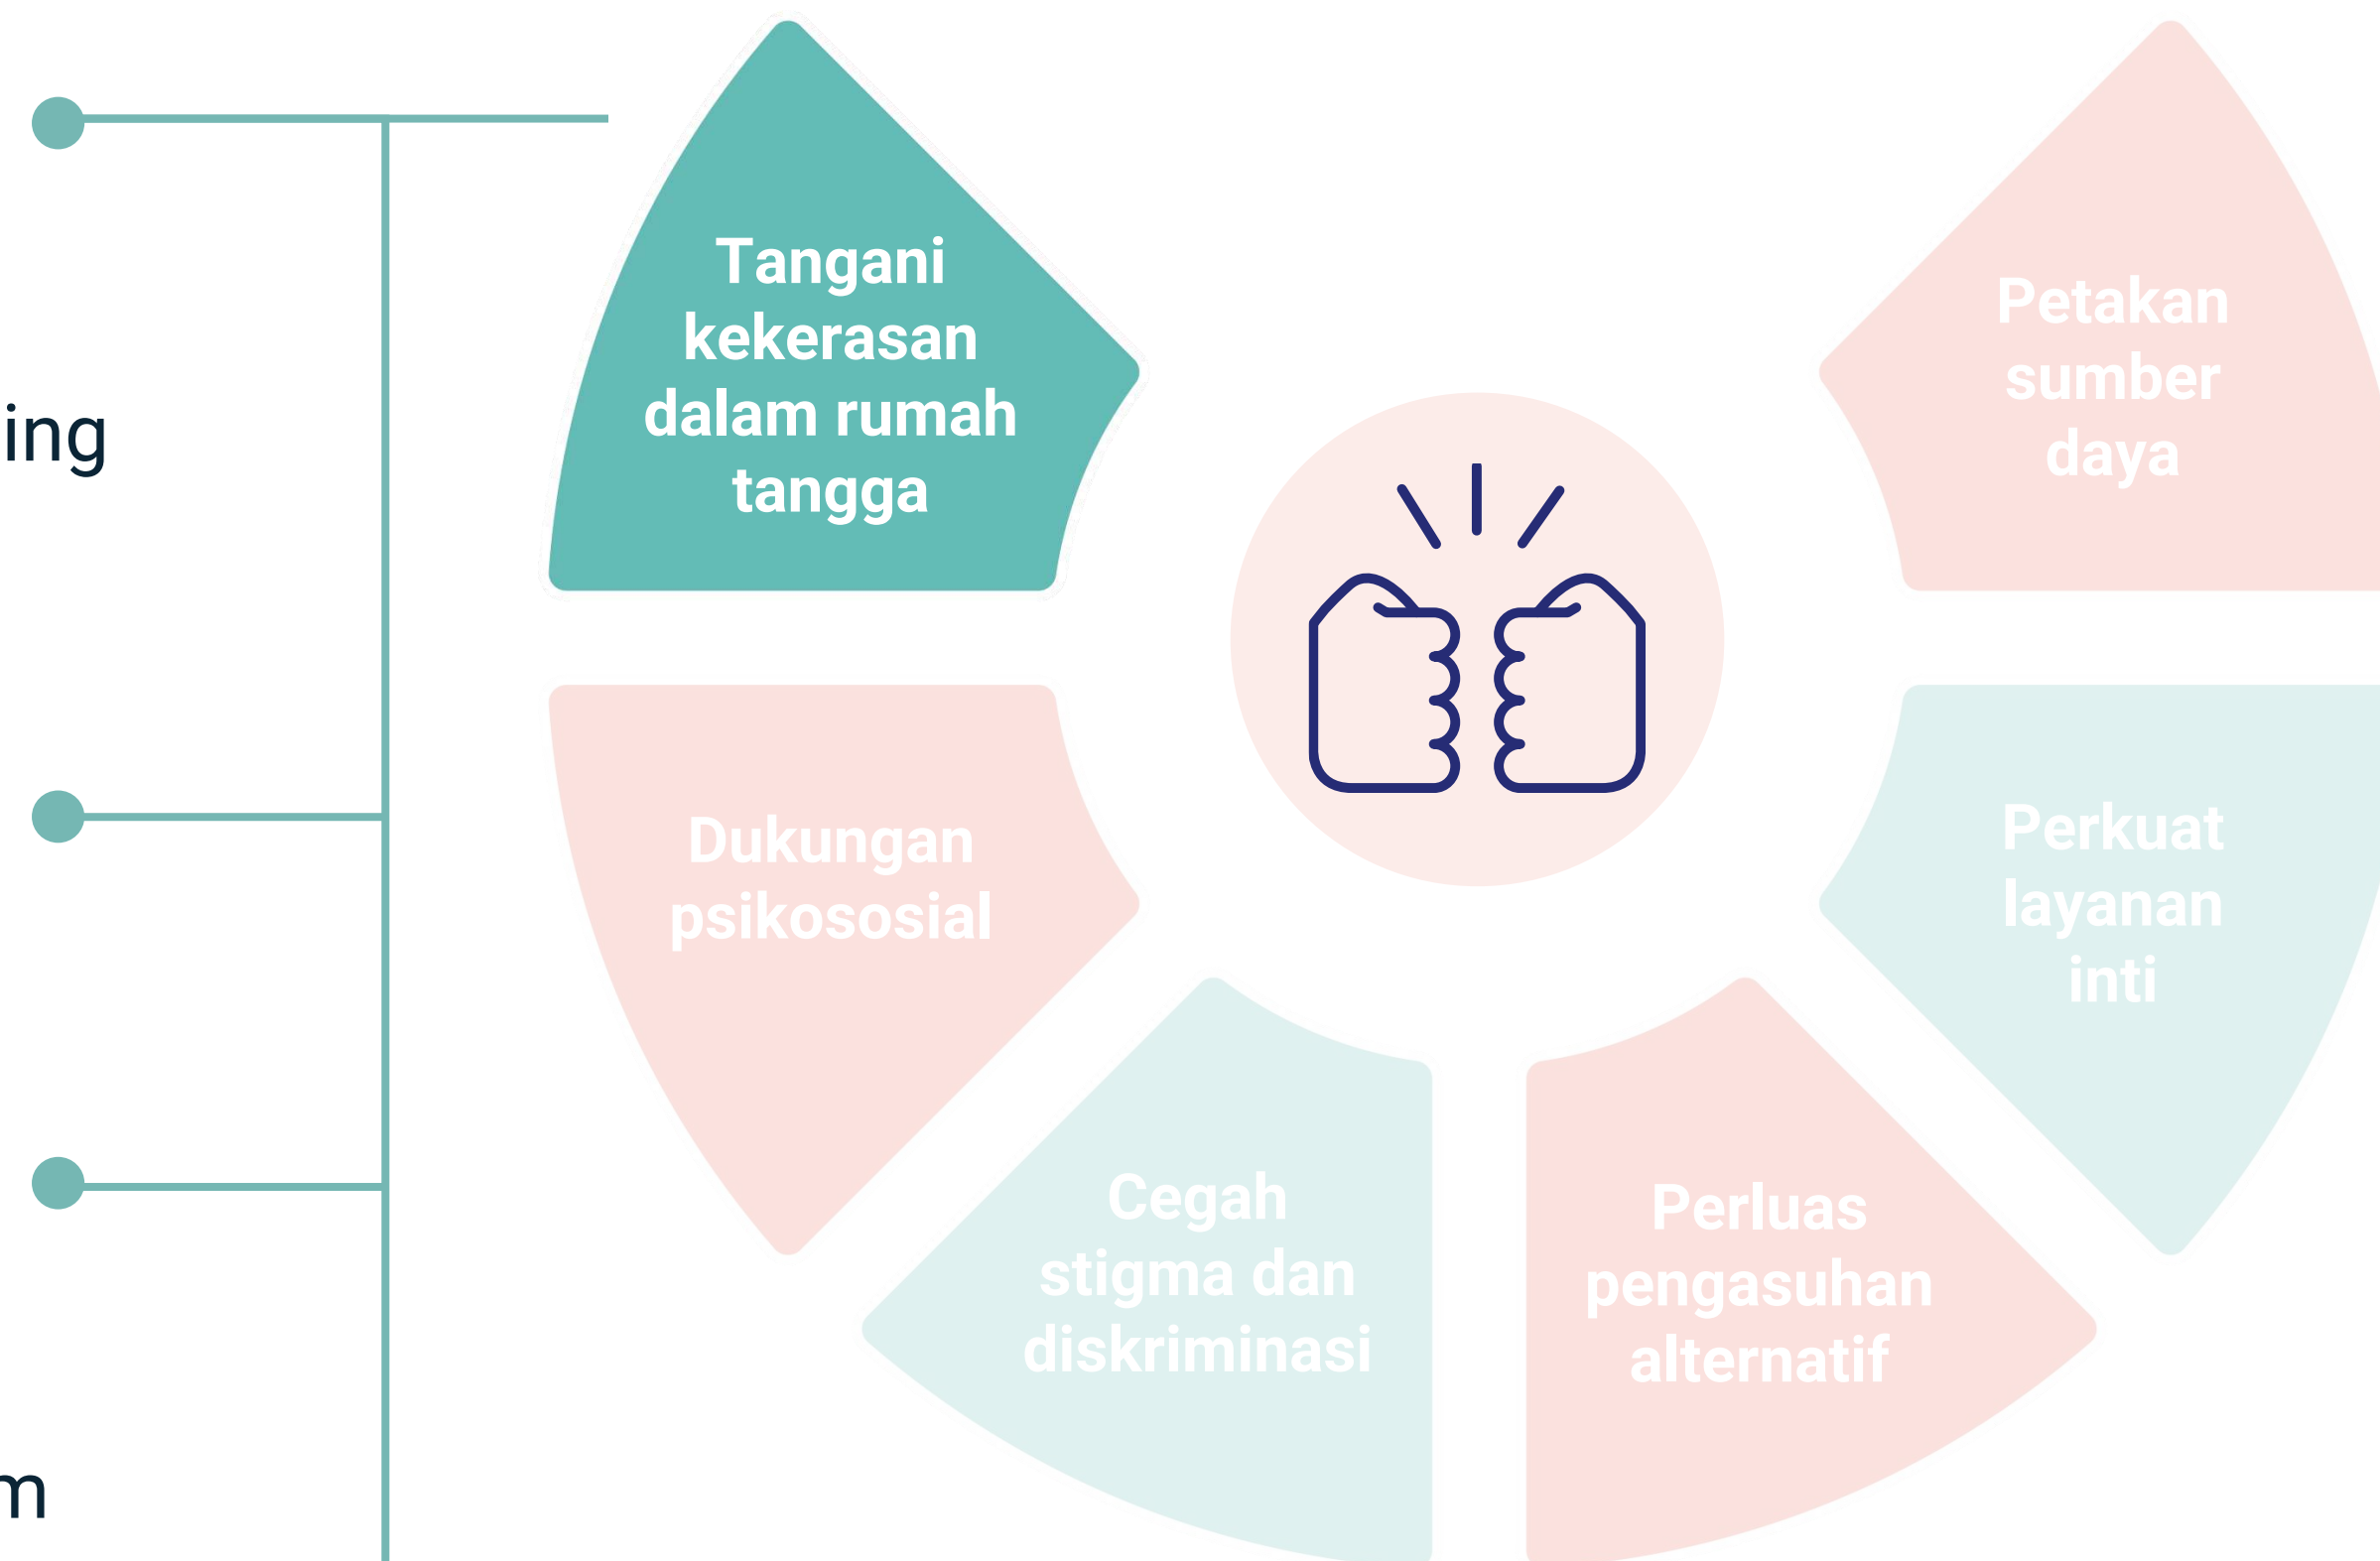 ing
m
Tangani
kekerasan
dalam rumah
tangga
Petakan
sumber
daya
Dukungan
psikososial
Perkuat
layanan
inti
Cegah
stigma dan
diskriminasi
Perluas
pengasuhan
alternatif